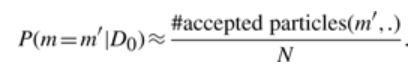 P(m=m′|D₀)≈ #accepted particles(m′,.) / N .